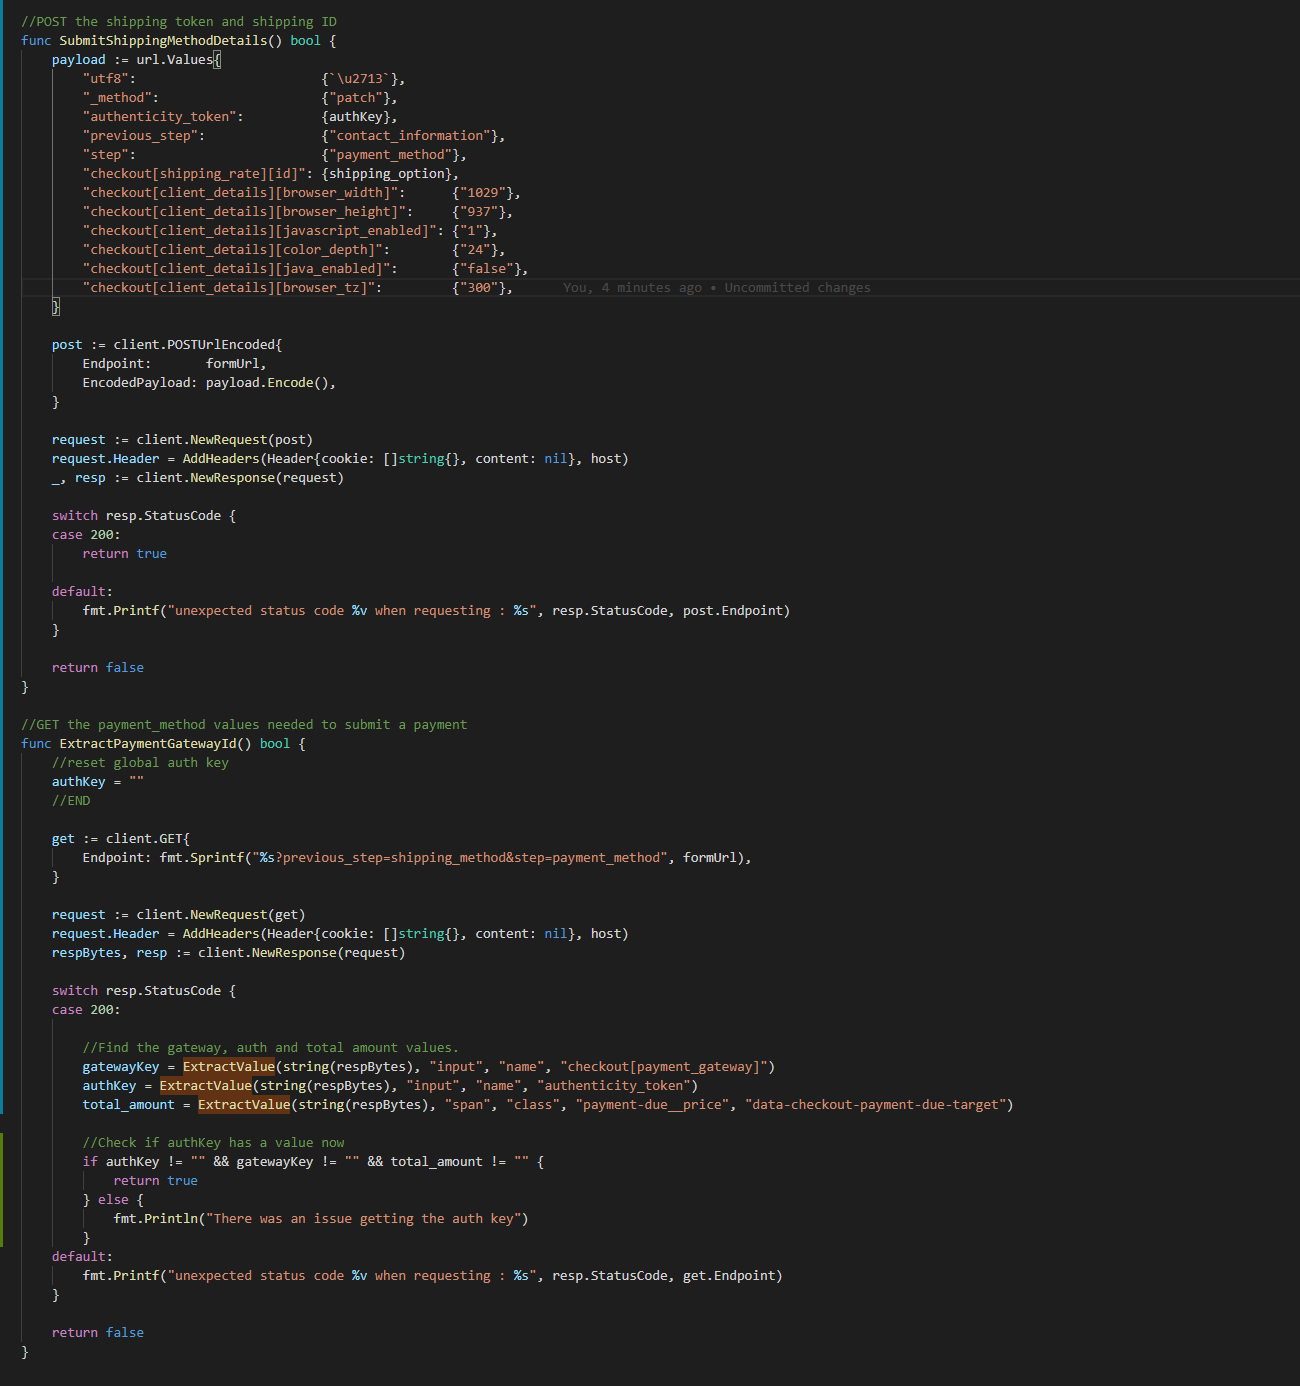 //POST the shipping token and shipping ID
func SubmitShippingMethodDetails() bool {
    payload := url.Values{
        "utf8":                        {`\u2713`},
        "_method":                     {"patch"},
        "authenticity_token":          {authKey},
        "previous_step":               {"contact_information"},
        "step":                        {"payment_method"},
        "checkout[shipping_rate][id]": {shipping_option},
        "checkout[client_details][browser_width]":      {"1029"},
        "checkout[client_details][browser_height]":     {"937"},
        "checkout[client_details][javascript_enabled]": {"1"},
        "checkout[client_details][color_depth]":        {"24"},
        "checkout[client_details][java_enabled]":       {"false"},
        "checkout[client_details][browser_tz]":         {"300"},      You, 4 minutes ago • Uncommitted changes
    }

    post := client.POSTUrlEncoded{
        Endpoint:       formUrl,
        EncodedPayload: payload.Encode(),
    }

    request := client.NewRequest(post)
    request.Header = AddHeaders(Header{cookie: []string{}, content: nil}, host)
    _, resp := client.NewResponse(request)

    switch resp.StatusCode {
    case 200:
        return true

    default:
        fmt.Printf("unexpected status code %v when requesting : %s", resp.StatusCode, post.Endpoint)
    }

    return false
}

//GET the payment_method values needed to submit a payment
func ExtractPaymentGatewayId() bool {
    //reset global auth key
    authKey = ""
    //END

    get := client.GET{
        Endpoint: fmt.Sprintf("%s?previous_step=shipping_method&step=payment_method", formUrl),
    }

    request := client.NewRequest(get)
    request.Header = AddHeaders(Header{cookie: []string{}, content: nil}, host)
    respBytes, resp := client.NewResponse(request)

    switch resp.StatusCode {
    case 200:

        //Find the gateway, auth and total amount values.
        gatewayKey = ExtractValue(string(respBytes), "input", "name", "checkout[payment_gateway]")
        authKey = ExtractValue(string(respBytes), "input", "name", "authenticity_token")
        total_amount = ExtractValue(string(respBytes), "span", "class", "payment-due__price", "data-checkout-payment-due-target")

        //Check if authKey has a value now
        if authKey != "" && gatewayKey != "" && total_amount != "" {
            return true
        } else {
            fmt.Println("There was an issue getting the auth key")
        }
    default:
        fmt.Printf("unexpected status code %v when requesting : %s", resp.StatusCode, get.Endpoint)
    }

    return false
}